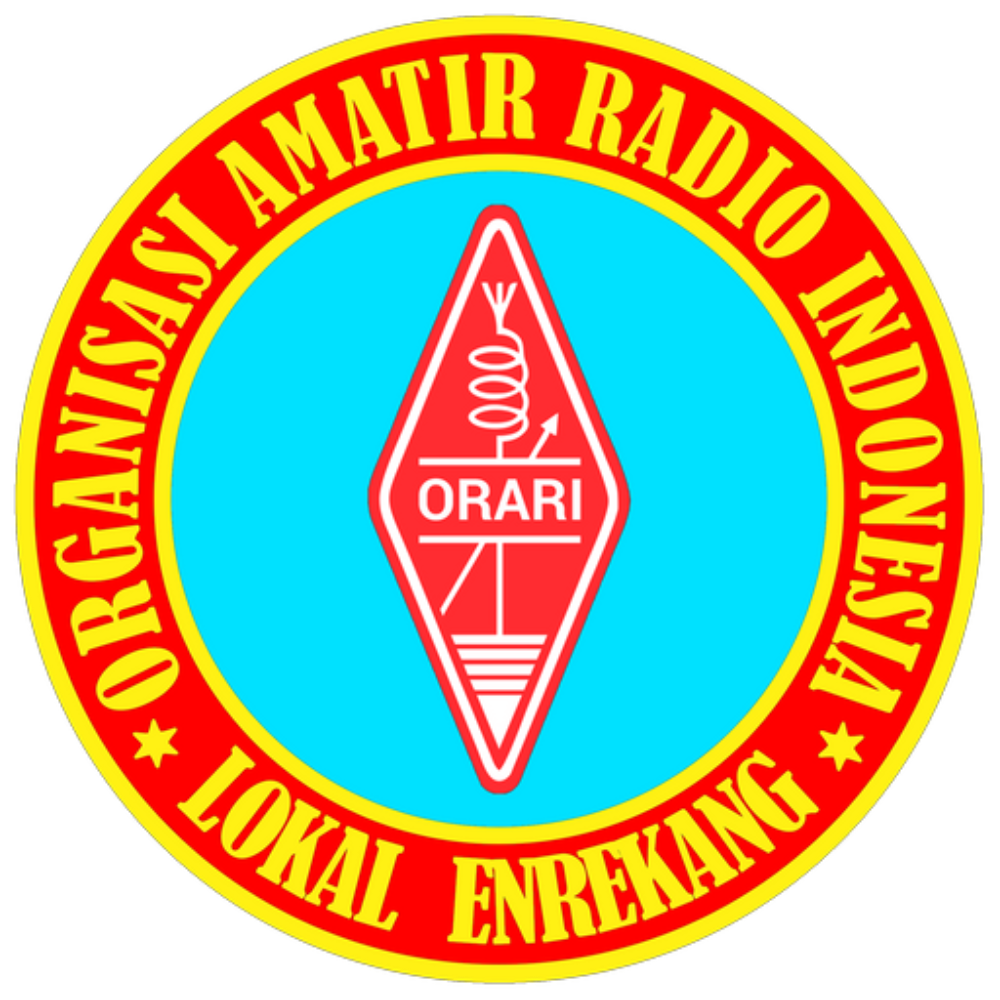 ORGANISASI AMATIR RADIO INDONESIA
ORARI
LOKAL ENREKANG